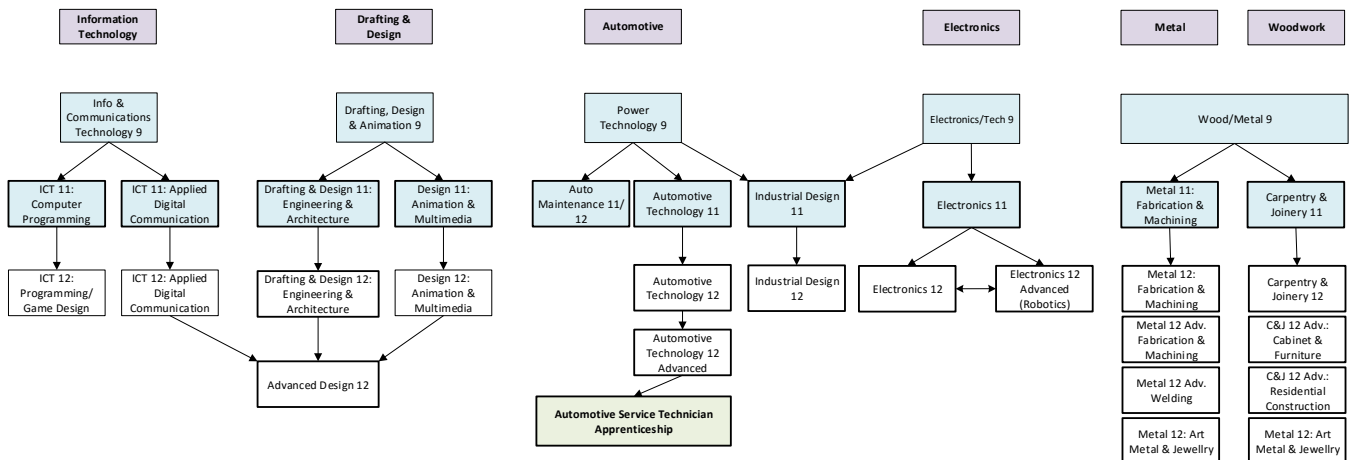 Information
Technology
Drafting &
Design
Automotive
Electronics
Metal
Woodwork
Info &
Communications
Technology 9
Drafting, Design
& Animation 9
Power
Technology 9
Electronics/Tech 9
Wood/Metal 9
ICT 11:
Computer
Programming
ICT 11: Applied
Digital
Communication
Drafting & Design 11:
Engineering &
Architecture
Design 11:
Animation &
Multimedia
Auto
Maintenance 11/
12
Automotive
Technology 11
Industrial Design
11
Electronics 11
Metal 11:
Fabrication &
Machining
Carpentry &
Joinery 11
ICT 12:
Programming/
Game Design
ICT 12: Applied
Digital
Communication
Drafting & Design 12:
Engineering &
Architecture
Design 12:
Animation &
Multimedia
Automotive
Technology 12
Industrial Design
12
Electronics 12
Electronics 12
Advanced
(Robotics)
Metal 12:
Fabrication &
Machining
Carpentry &
Joinery 12
Automotive
Technology 12
Advanced
Metal 12 Adv.
Fabrication &
Machining
C&J 12 Adv.:
Cabinet &
Furniture
Advanced Design 12
Metal 12 Adv.
Welding
C&J 12 Adv.:
Residential
Construction
Automotive Service Technician
Apprenticeship
Metal 12: Art
Metal & Jewellry
Metal 12: Art
Metal & Jewellry